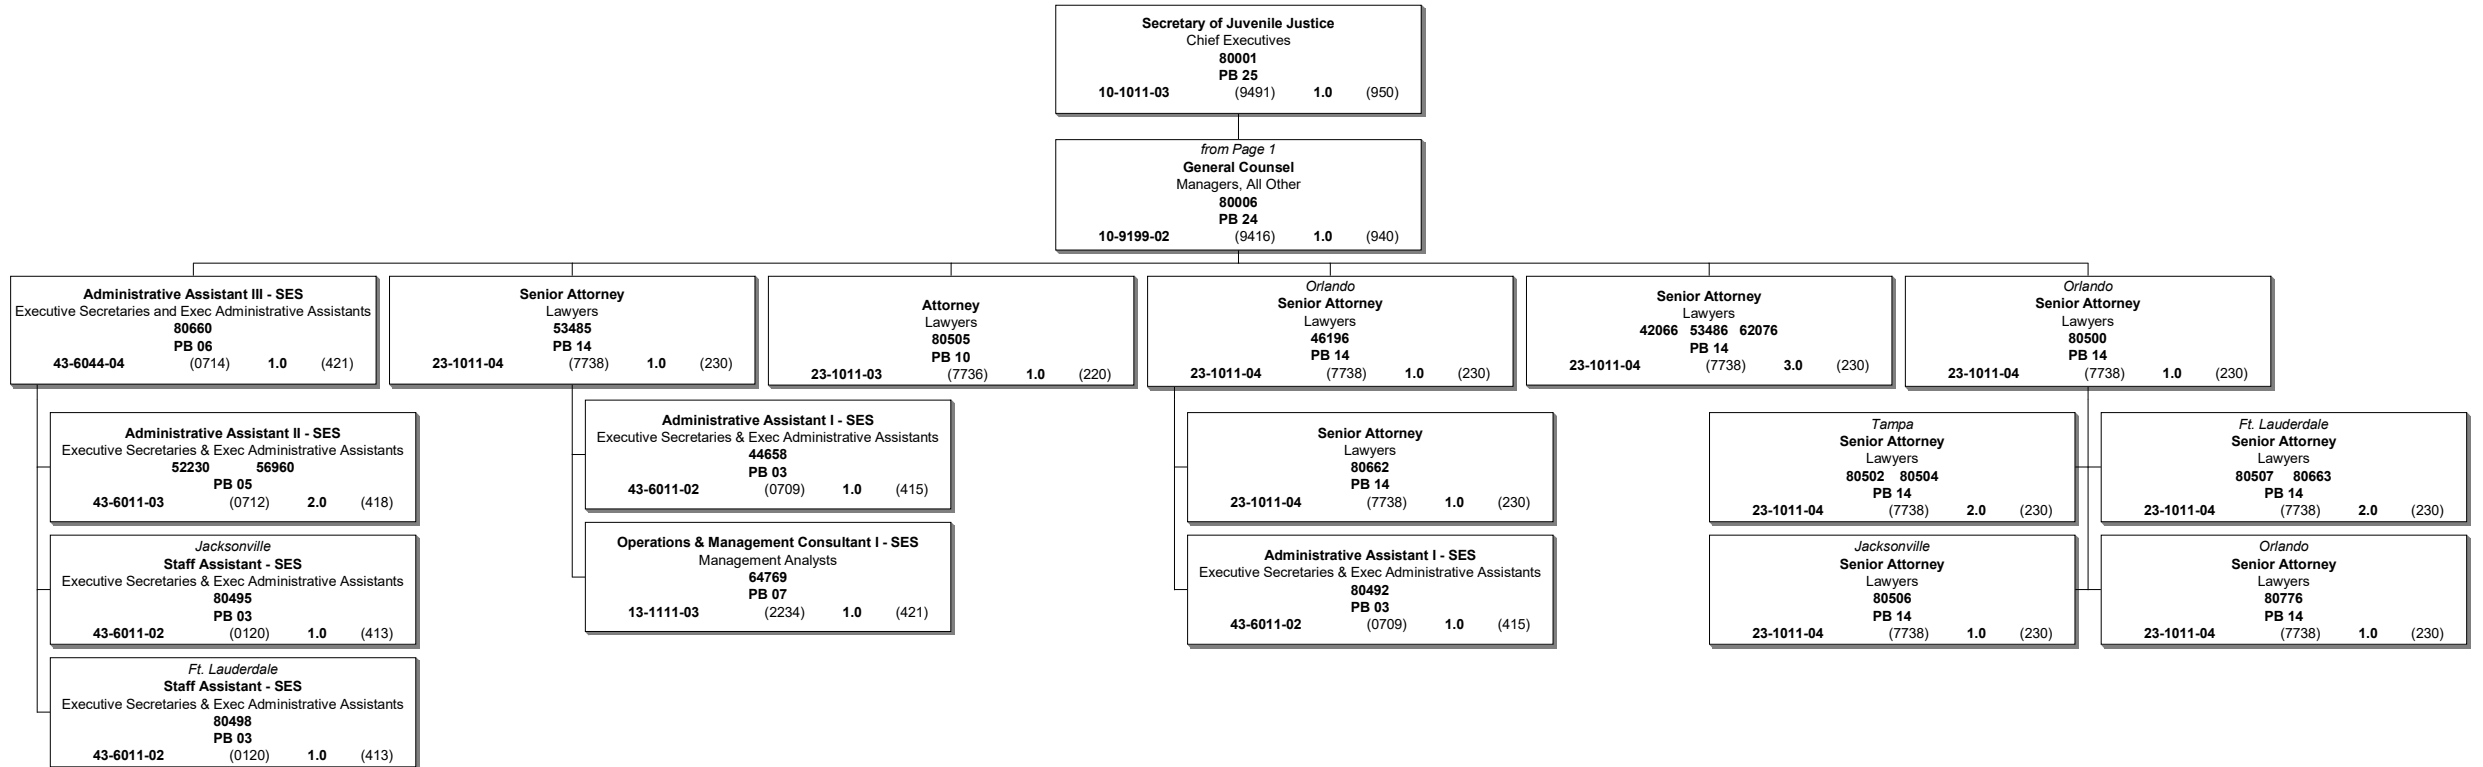 Secretary of Juvenile Justice
Chief Executives
80001
PB 25
10-1011-03 (9491) 1.0 (950)
from Page 1
General Counsel
Managers, All Other
80006
PB 24
10-9199-02 (9416) 1.0 (940)
Administrative Assistant III - SES
Executive Secretaries and Exec Administrative Assistants
80660
PB 06
43-6044-04 (0714) 1.0 (421)
Administrative Assistant II - SES
Executive Secretaries & Exec Administrative Assistants
52230 56960
PB 05
43-6011-03 (0712) 2.0 (418)
Jacksonville
Staff Assistant - SES
Executive Secretaries & Exec Administrative Assistants
80495
PB 03
43-6011-02 (0120) 1.0 (413)
Ft. Lauderdale
Staff Assistant - SES
Executive Secretaries & Exec Administrative Assistants
80498
PB 03
43-6011-02 (0120) 1.0 (413)
Senior Attorney
Lawyers
53485
PB 14
23-1011-04 (7738) 1.0 (230)
Administrative Assistant I - SES
Executive Secretaries & Exec Administrative Assistants
44658
PB 03
43-6011-02 (0709) 1.0 (415)
Operations & Management Consultant I - SES
Management Analysts
64769
PB 07
13-1111-03 (2234) 1.0 (421)
Attorney
Lawyers
80505
PB 10
23-1011-03 (7736) 1.0 (220)
Orlando
Senior Attorney
Lawyers
46196
PB 14
23-1011-04 (7738) 1.0 (230)
Senior Attorney
Lawyers
80662
PB 14
23-1011-04 (7738) 1.0 (230)
Administrative Assistant I - SES
Executive Secretaries & Exec Administrative Assistants
80492
PB 03
43-6011-02 (0709) 1.0 (415)
Senior Attorney
Lawyers
42066 53486 62076
PB 14
23-1011-04 (7738) 3.0 (230)
Orlando
Senior Attorney
Lawyers
80500
PB 14
23-1011-04 (7738) 1.0 (230)
Tampa
Senior Attorney
Lawyers
80502 80504
PB 14
23-1011-04 (7738) 2.0 (230)
Ft. Lauderdale
Senior Attorney
Lawyers
80507 80663
PB 14
23-1011-04 (7738) 2.0 (230)
Jacksonville
Senior Attorney
Lawyers
80506
PB 14
23-1011-04 (7738) 1.0 (230)
Orlando
Senior Attorney
Lawyers
80776
PB 14
23-1011-04 (7738) 1.0 (230)